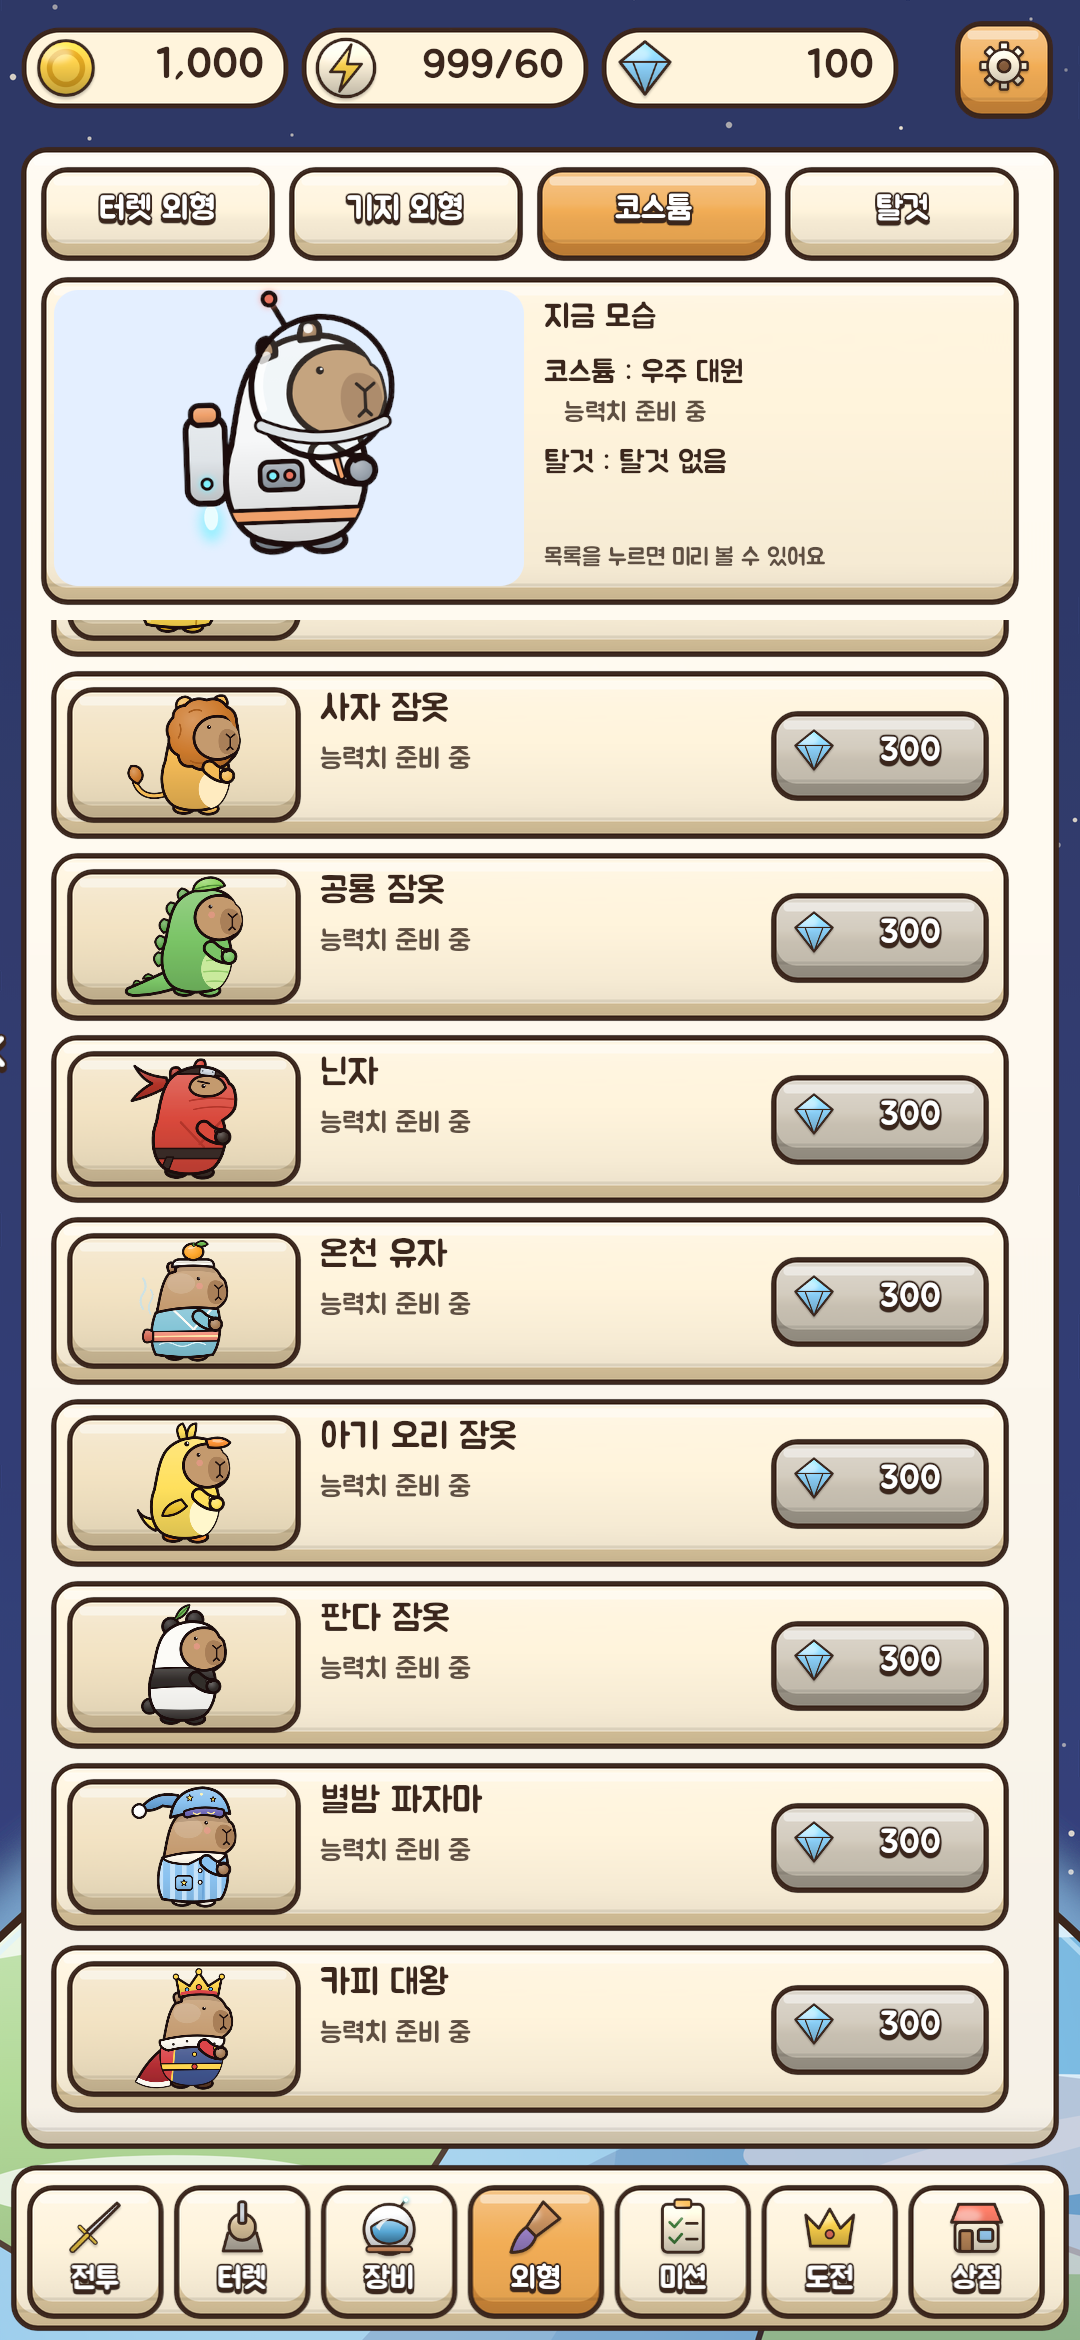 1,000
999/60
100
터렛 외형
기지 외형
코스튬
탈것
지금 모습
코스튬 : 우주 대원
능력치 준비 중
탈것 : 탈것 없음
목록을 누르면 미리 볼 수 있어요
사자 잠옷
능력치 준비 중
300
공룡 잠옷
능력치 준비 중
300
닌자
능력치 준비 중
300
온천 유자
능력치 준비 중
300
아기 오리 잠옷
능력치 준비 중
300
판다 잠옷
능력치 준비 중
300
별밤 파자마
능력치 준비 중
300
카피 대왕
능력치 준비 중
300
전투
터렛
장비
외형
미션
도전
상점